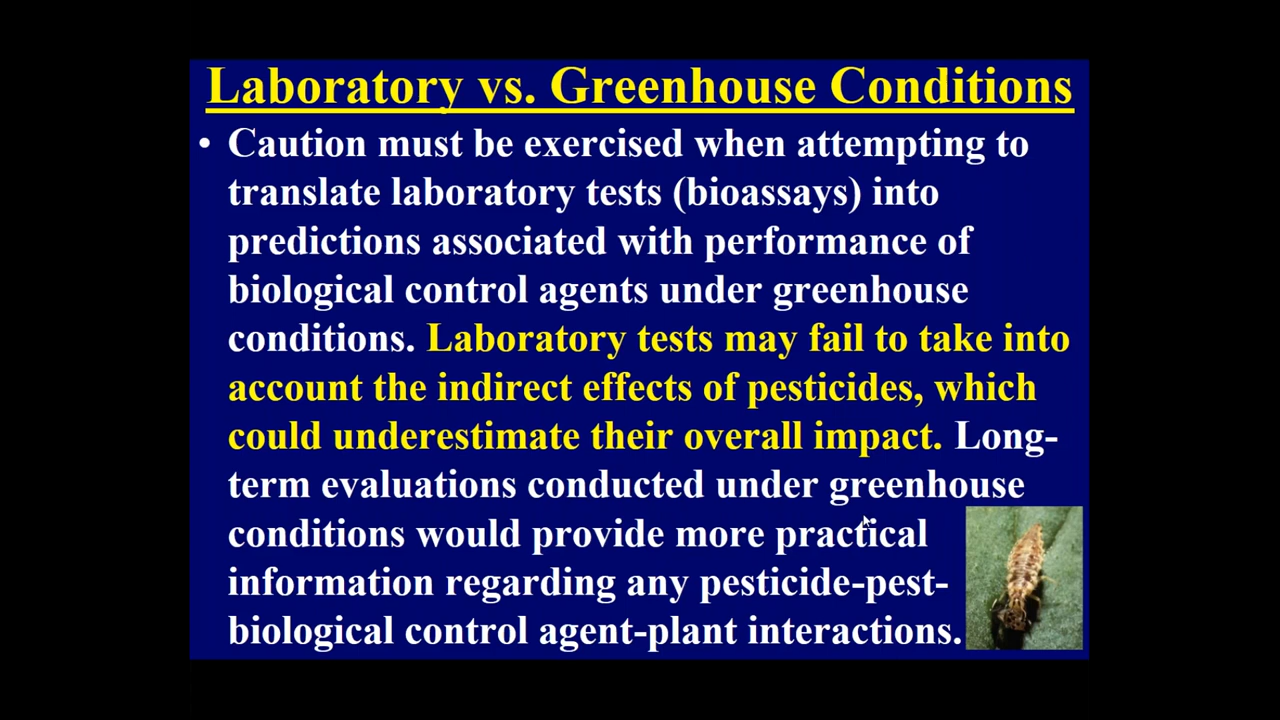 Laboratory vs. Greenhouse Conditions
• Caution must be exercised when attempting to
translate laboratory tests (bioassays) into
predictions associated with performance of
biological control agents under greenhouse
conditions. Laboratory tests may fail to take into
account the indirect effects of pesticides, which
could underestimate their overall impact. Long-
term evaluations conducted under greenhouse
conditions would provide more practical
information regarding any pesticide-pest-
biological control agent-plant interactions.